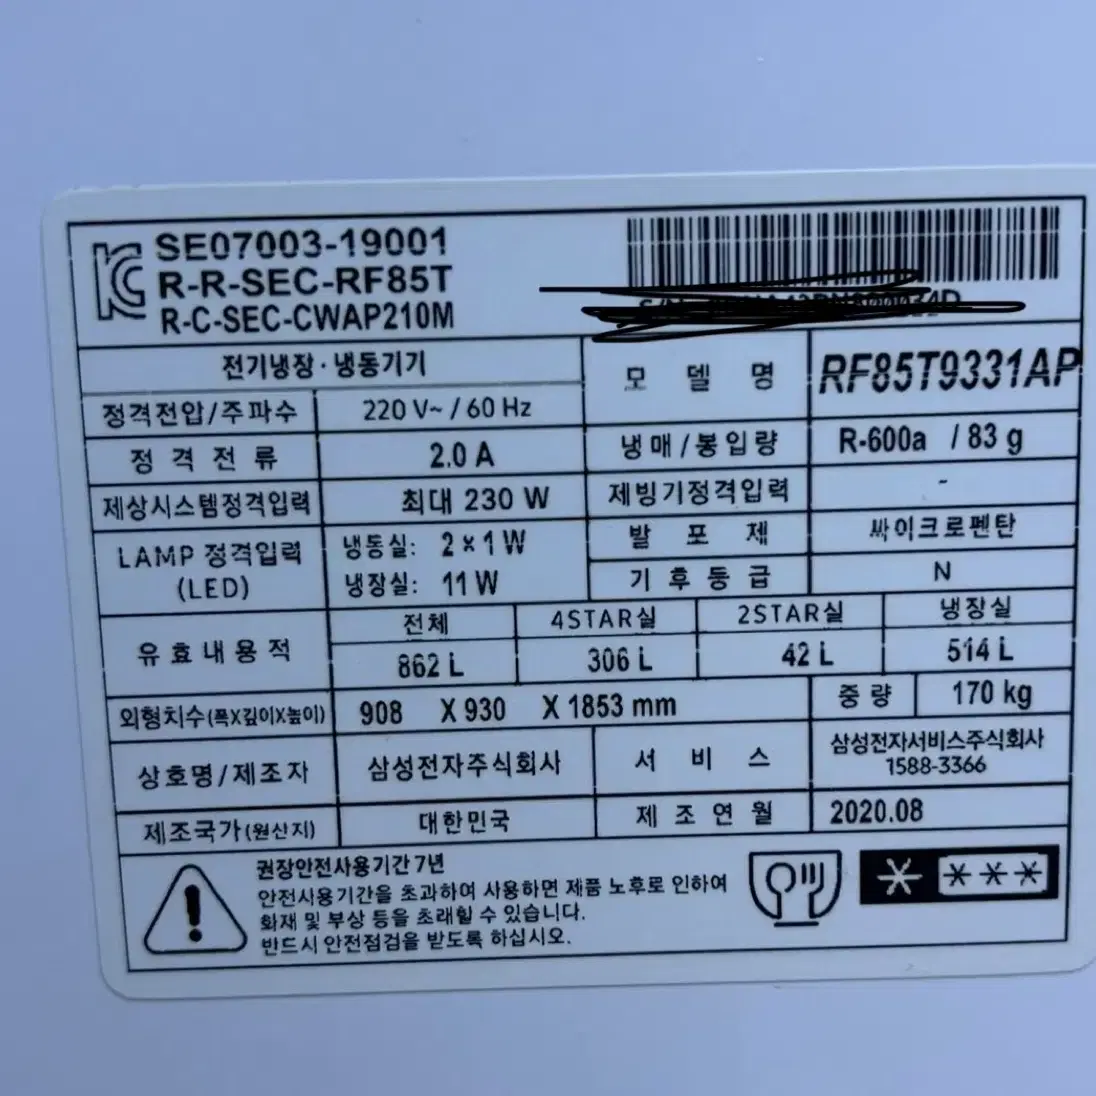 SE07003-19001
R-R-SEC-RF85T
R-C-SEC-CWAP210M
전기냉장·냉동기기
모 델 명 RF85T9331AP
정격전압/주파수 220 V~ / 60 Hz
냉매/봉입량 R-600a / 83 g
정 격 전 류 2.0 A
제빙기정격입력 -
제상시스템정격입력 최대 230 W
발 포 제 싸이크로펜탄
LAMP 정격입력 (LED) 냉동실: 2×1W
냉장실: 11W
기후등급 N
유효내용적 전체 4STAR실 2STAR실 냉장실
862 L 306 L 42 L 514 L
외형치수(폭X깊이X높이) 908 X 930 X 1853 mm
중량 170 kg
상호명/제조자 삼성전자주식회사
서 비 스 삼성전자서비스주식회사
1588-3366
제조국가(원산지) 대한민국
제 조 연 월 2020.08
권장안전사용기간 7년
안전사용기간을 초과하여 사용하면 제품 노후로 인하여
화재 및 부상 등을 초래할 수 있습니다.
반드시 안전점검을 받도록 하십시오.